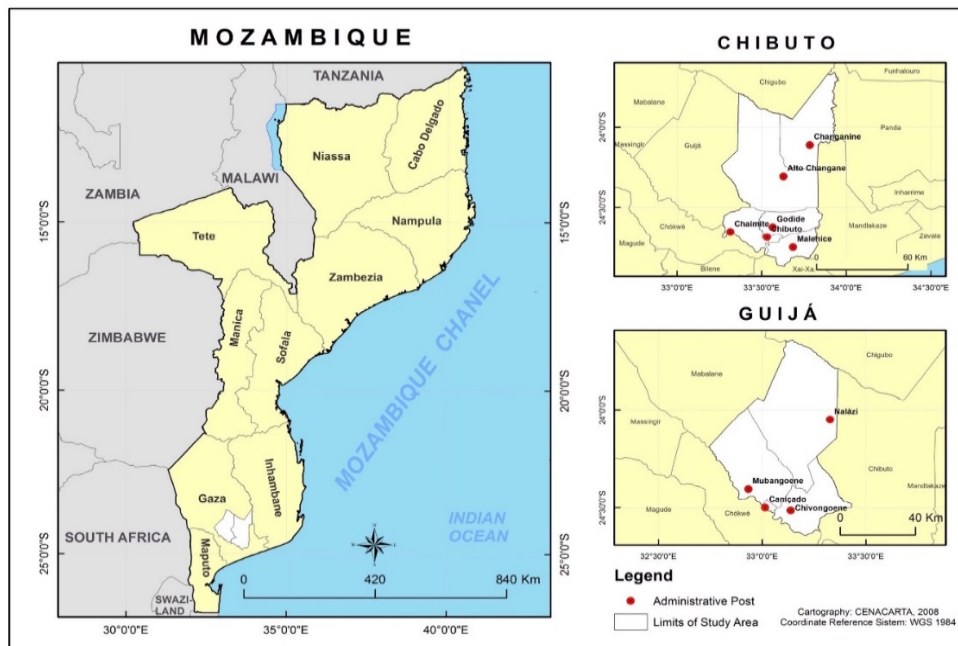 MOZAMBIQUE
TANZANIA
Cabo Delgado
Niassa
MALAWI
ZAMBIA
Nampula
15°0'0"S
15°0'0"S
Tete
Zambezia
ZIMBABWE
Manica
Sofala
MOZAMBIQUE CHANEL
20°0'0"S
20°0'0"S
Inhambane
Gaza
INDIAN
OCEAN
SOUTH AFRICA
Maputo
25°0'0"S
25°0'0"S
SWAZI-
LAND
0 420 840 Km
30°0'0"E 35°0'0"E 40°0'0"E
CHIBUTO
Funhalouro
Chigubo
Mabalane
24°0'0"S
Changanine
Panda
Massingir
Guijá
Alto Changane
Inharrime
24°30'0"S
Godide
Chaimite
Chibuto
Mandlakaze
Chókwé
Malehice
Zavala
Magude
Bilene
Xai-Xai
0 60 Km
33°0'0"E 33°30'0"E 34°0'0"E 34°30'0"E
GUIJÁ
Chigubo
Mabalane
24°0'0"S
Nalázi
Massingir
Chibuto
Mubangoene
Mandlakaze
Caniçado
24°30'0"S
Chivongoene
Magude
Chókwé
0 40 Km
32°30'0"E 33°0'0"E 33°30'0"E
Legend
Administrative Post
Limits of Study Area
Cartography: CENACARTA, 2008
Coordinate Reference Sistem: WGS 1984